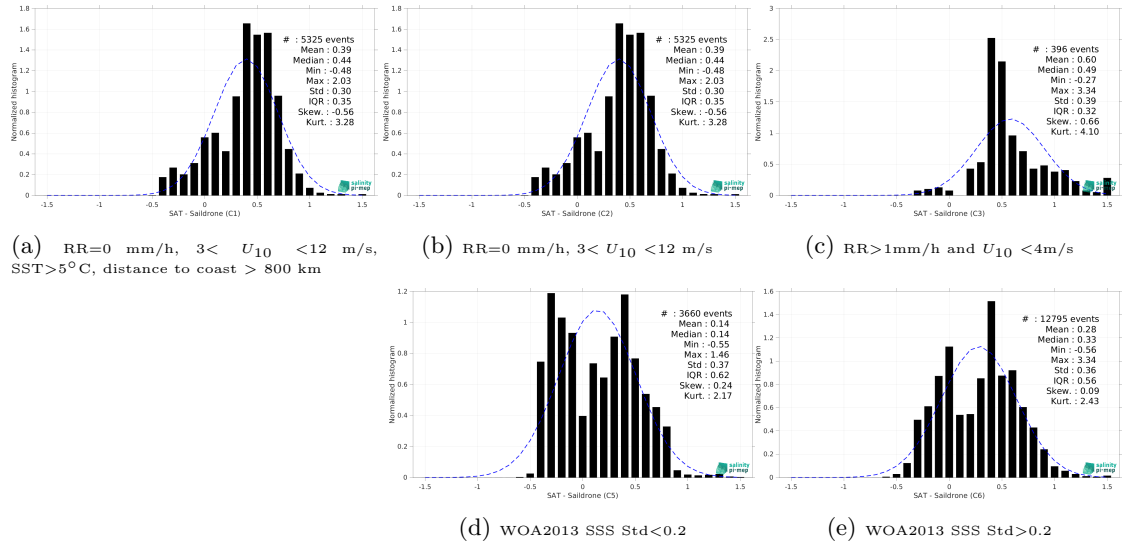 1.8
1.6
1.4
1.2
1
0.8
0.6
0.4
0.2
0
Normalized histogram
# : 5325 events
Mean : 0.39
Median : 0.44
Min : -0.48
Max : 2.03
Std : 0.30
IQR : 0.35
Skew. : -0.56
Kurt. : 3.28
salinity
pi-mep
-1.5 -1 -0.5 0 0.5 1 1.5
SAT - Saildrone (C1)
(a) RR=0 mm/h, 3< U10 <12 m/s,
SST>5°C, distance to coast > 800 km
1.8
1.6
1.4
1.2
1
0.8
0.6
0.4
0.2
0
Normalized histogram
# : 5325 events
Mean : 0.39
Median : 0.44
Min : -0.48
Max : 2.03
Std : 0.30
IQR : 0.35
Skew. : -0.56
Kurt. : 3.28
salinity
pi-mep
-1.5 -1 -0.5 0 0.5 1 1.5
SAT - Saildrone (C2)
(b) RR=0 mm/h, 3< U10 <12 m/s
3
2.5
2
1.5
1
0.5
0
Normalized histogram
# : 396 events
Mean : 0.60
Median : 0.49
Min : -0.27
Max : 3.34
Std : 0.39
IQR : 0.32
Skew. : 0.66
Kurt. : 4.10
salinity
pi-mep
-1.5 -1 -0.5 0 0.5 1 1.5
SAT - Saildrone (C3)
(c) RR>1mm/h and U10 <4m/s
1.2
1
0.8
0.6
0.4
0.2
0
Normalized histogram
# : 3660 events
Mean : 0.14
Median : 0.14
Min : -0.55
Max : 1.46
Std : 0.37
IQR : 0.62
Skew. : 0.24
Kurt. : 2.17
salinity
pi-mep
-1.5 -1 -0.5 0 0.5 1 1.5
SAT - Saildrone (C5)
(d) WOA2013 SSS Std<0.2
1.6
1.4
1.2
1
0.8
0.6
0.4
0.2
0
Normalized histogram
# : 12795 events
Mean : 0.28
Median : 0.33
Min : -0.56
Max : 3.34
Std : 0.36
IQR : 0.56
Skew. : 0.09
Kurt. : 2.43
salinity
pi-mep
-1.5 -1 -0.5 0 0.5 1 1.5
SAT - Saildrone (C6)
(e) WOA2013 SSS Std>0.2